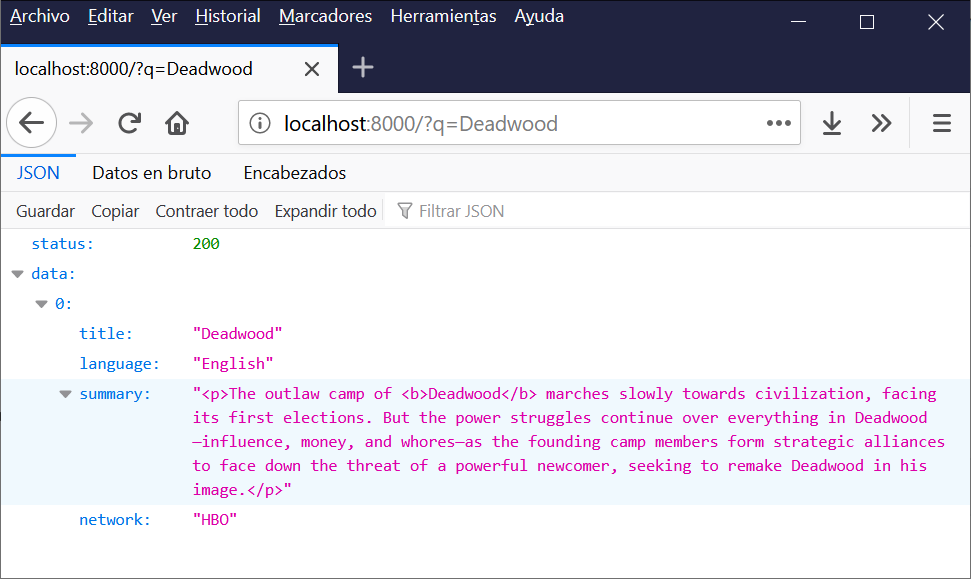 Archivo Editar Ver Historial Marcadores Herramientas Ayuda
localhost:8000/?q=Deadwood
localhost:8000/?q=Deadwood
JSON Datos en bruto Encabezados
Guardar Copiar Contraer todo Expandir todo Filtrar JSON
status: 200
data:
0:
title: "Deadwood"
language: "English"
summary: "<p>The outlaw camp of <b>Deadwood</b> marches slowly towards civilization, facing
its first elections. But the power struggles continue over everything in Deadwood
—influence, money, and whores—as the founding camp members form strategic alliances
to face down the threat of a powerful newcomer, seeking to remake Deadwood in his
image.</p>"
network: "HBO"